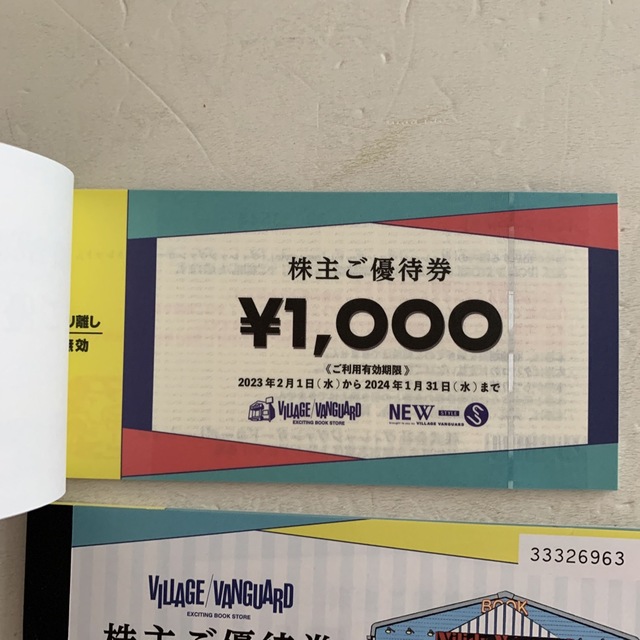 リ離し
無効
株主ご優待券
¥1,000
《ご利用有効期限》
2023年2月1日（水）から2024年1月31日（水）まで
VILLAGE/VANGUARD
EXCITING BOOK STORE
NEW STYLE
VILLAGE VANGUARD
33326963
VILLAGE/VANGUARD
EXCITING BOOK STORE
BOOK
株主ご優待券